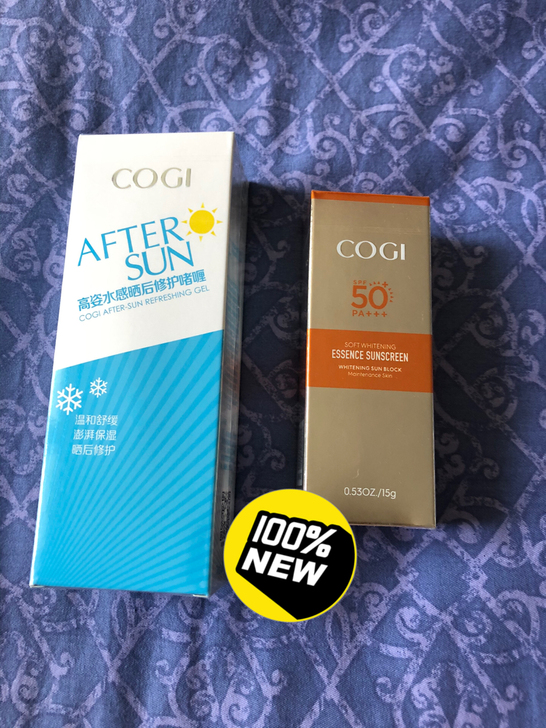 COGI
AFTER
SUN
高姿水感晒后修护啫喱
COGI AFTER-SUN REFRESHING GEL
温和舒缓
澎湃保湿
晒后修护
COGI
SPF
50
PA+++
SOFT WHITENING
ESSENCE SUNSCREEN
WHITENING SUN BLOCK
Maintenance Skin
0.53OZ./15g
100%
NEW